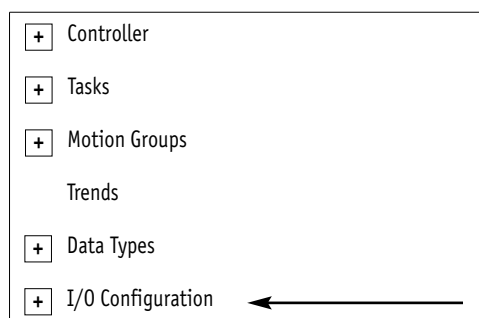 + Controller
+ Tasks
+ Motion Groups
Trends
+ Data Types
+ I/O Configuration